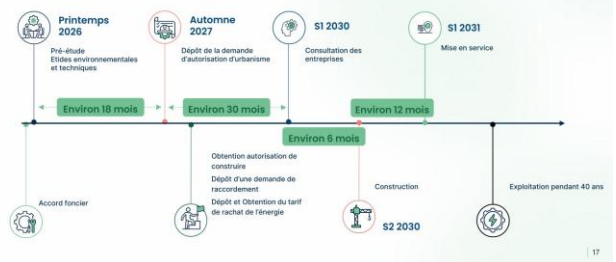 Printemps
2026
Pré-étude
Etides environnementales
et techniques
Automne
2027
Dépôt de la demande
d'autorisation d'urbanisme
S1 2030
Consultation des
entreprises
S1 2031
Mise en service
Environ 18 mois
Environ 30 mois
Environ 12 mois
Environ 6 mois
Accord foncier
Obtention autorisation de
construire
Dépôt d'une demande de
raccordement
Dépôt et Obtention du tarif
de rachat de l'énergie
Construction
S2 2030
Exploitation pendant 40 ans
17